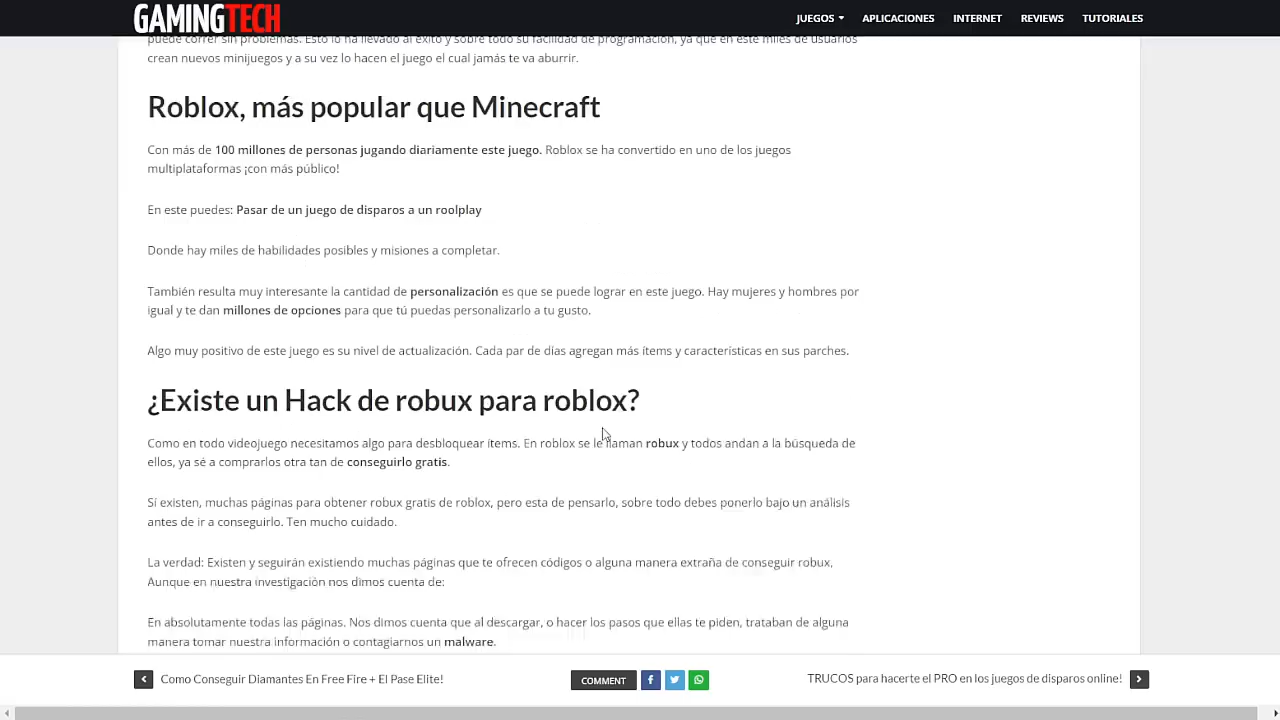 GAMINGTECH
JUEGOS APLICACIONES INTERNET REVIEWS TUTORIALES
puede correr sin problemas. Esto lo ha llevado al éxito y sobre todo su facilidad de programación, ya que en este miles de usuarios
crean nuevos minijuegos y a su vez lo hacen el juego el cual jamás te va aburrir.
Roblox, más popular que Minecraft
Con más de 100 millones de personas jugando diariamente este juego. Roblox se ha convertido en uno de los juegos
multiplataformas ¡con más público!
En este puedes: Pasar de un juego de disparos a un roolplay
Donde hay miles de habilidades posibles y misiones a completar.
También resulta muy interesante la cantidad de personalización es que se puede lograr en este juego. Hay mujeres y hombres por
igual y te dan millones de opciones para que tú puedas personalizarlo a tu gusto.
Algo muy positivo de este juego es su nivel de actualización. Cada par de días agregan más ítems y características en sus parches.
¿Existe un Hack de robux para roblox?
Como en todo videojuego necesitamos algo para desbloquear ítems. En roblox se le llaman robux y todos andan a la búsqueda de
ellos, ya sé a comprarlos otra tan de conseguirlo gratis.
Sí existen, muchas páginas para obtener robux gratis de roblox, pero esta de pensarlo, sobre todo debes ponerlo bajo un análisis
antes de ir a conseguirlo. Ten mucho cuidado.
La verdad: Existen y seguirán existiendo muchas páginas que te ofrecen códigos o alguna manera extraña de conseguir robux,
Aunque en nuestra investigación nos dimos cuenta de:
En absolutamente todas las páginas. Nos dimos cuenta que al descargar, o hacer los pasos que ellas te piden, trataban de alguna
manera tomar nuestra información o contagiarnos un malware.
Como Conseguir Diamantes En Free Fire + El Pase Elite! COMMENT TRUCOS para hacerte el PRO en los juegos de disparos online!